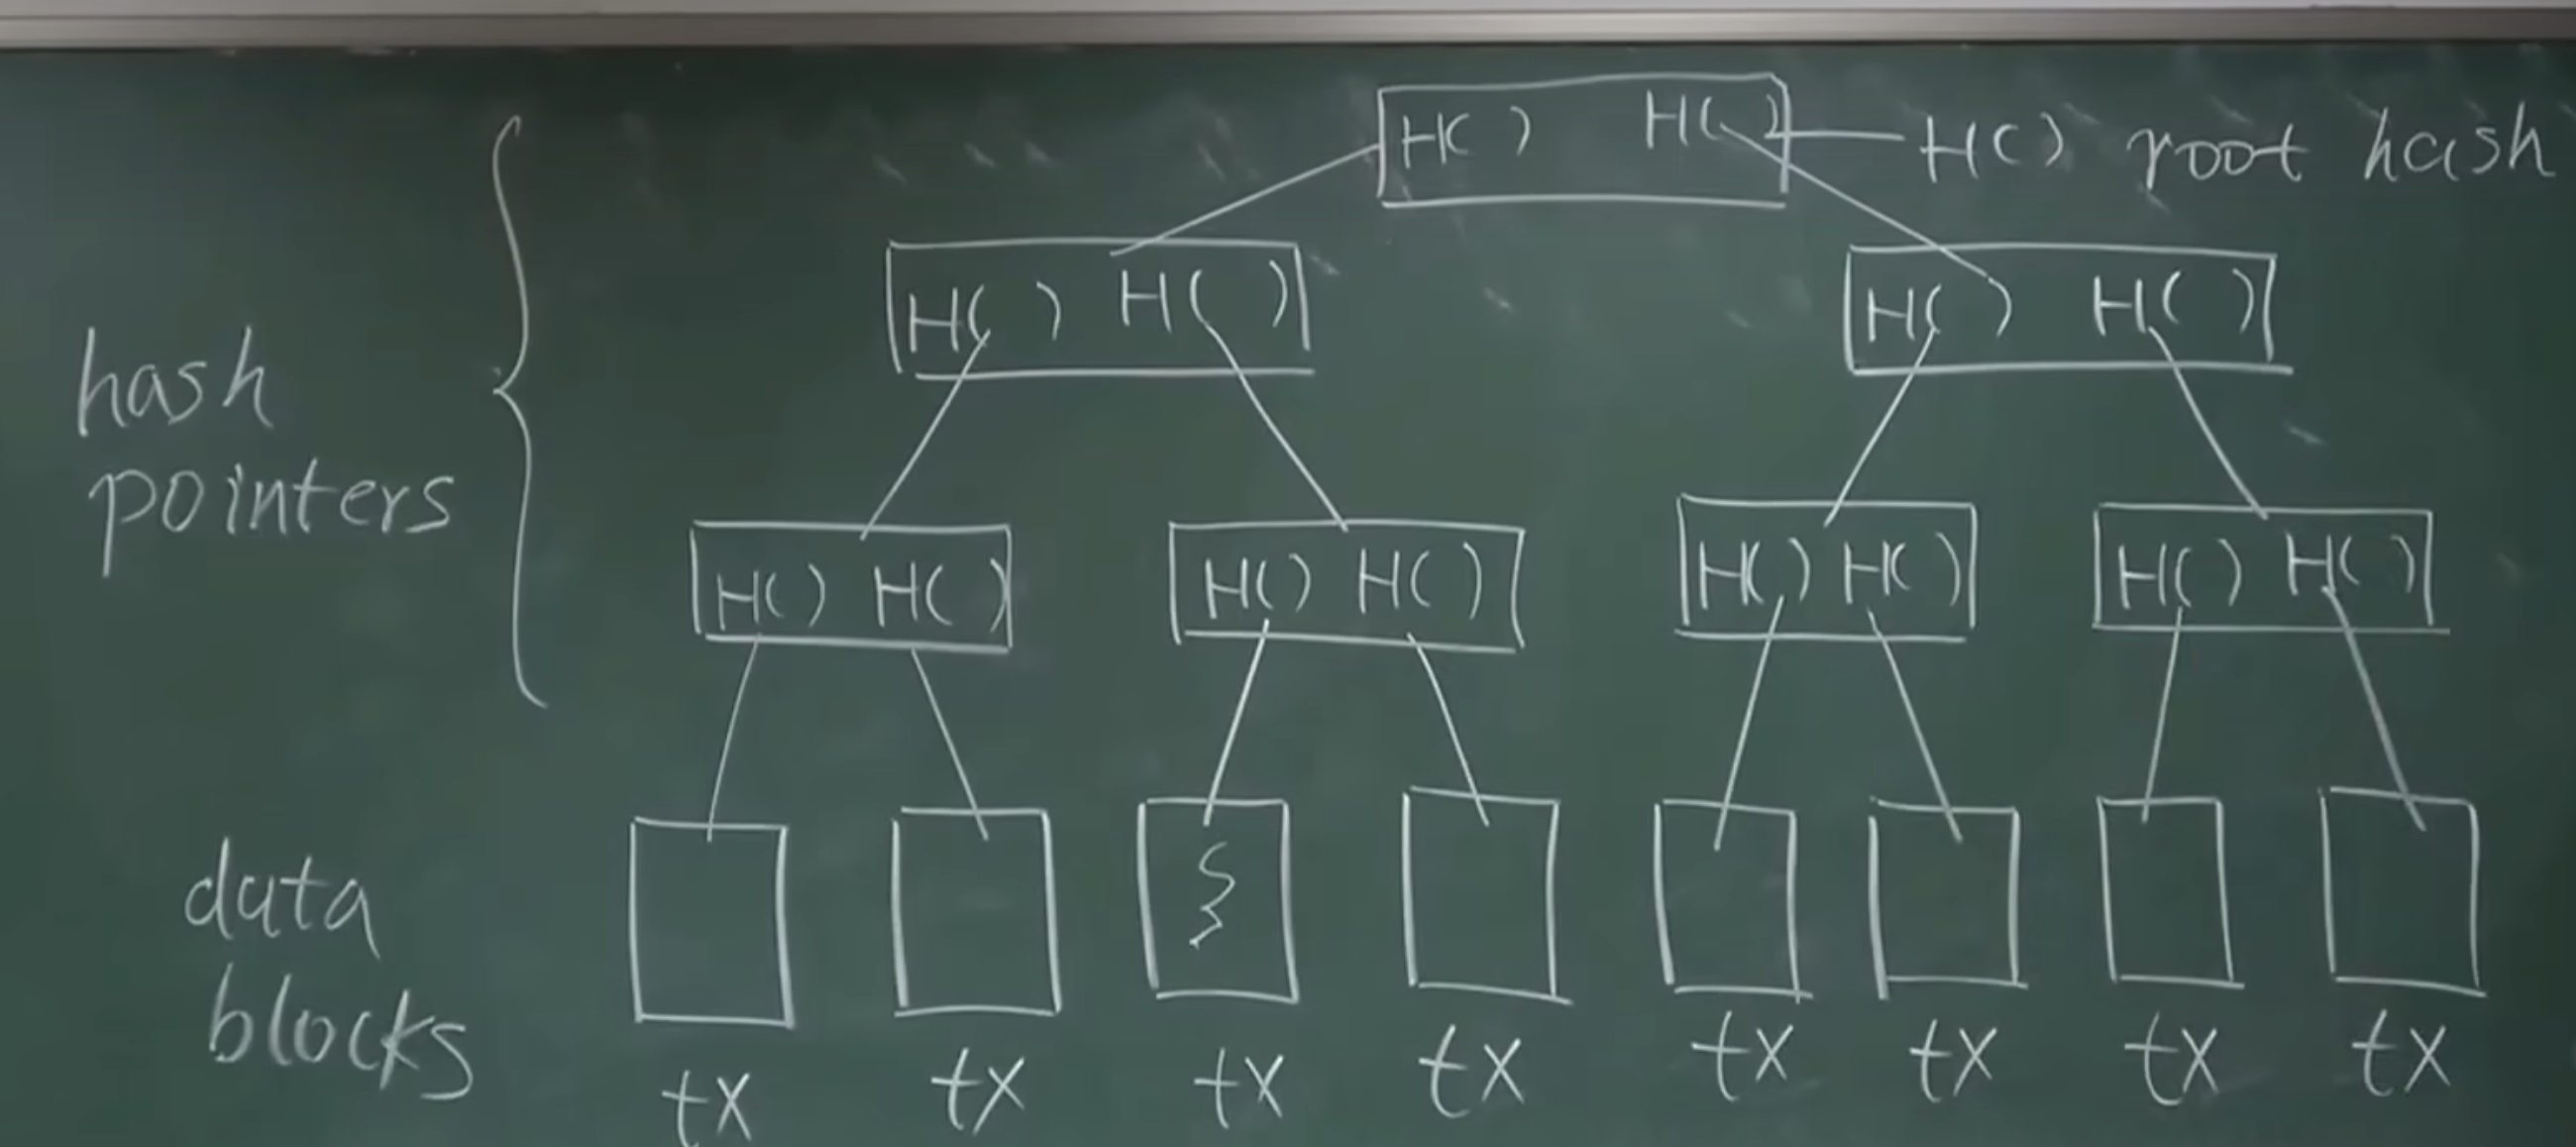 H( ) H( ) H( ) root hash
H( ) H( ) H( ) H( )
hash
pointers
H( ) H( ) H( ) H( ) H( ) H( ) H( ) H( )
data
blocks
tx tx tx tx tx tx tx tx